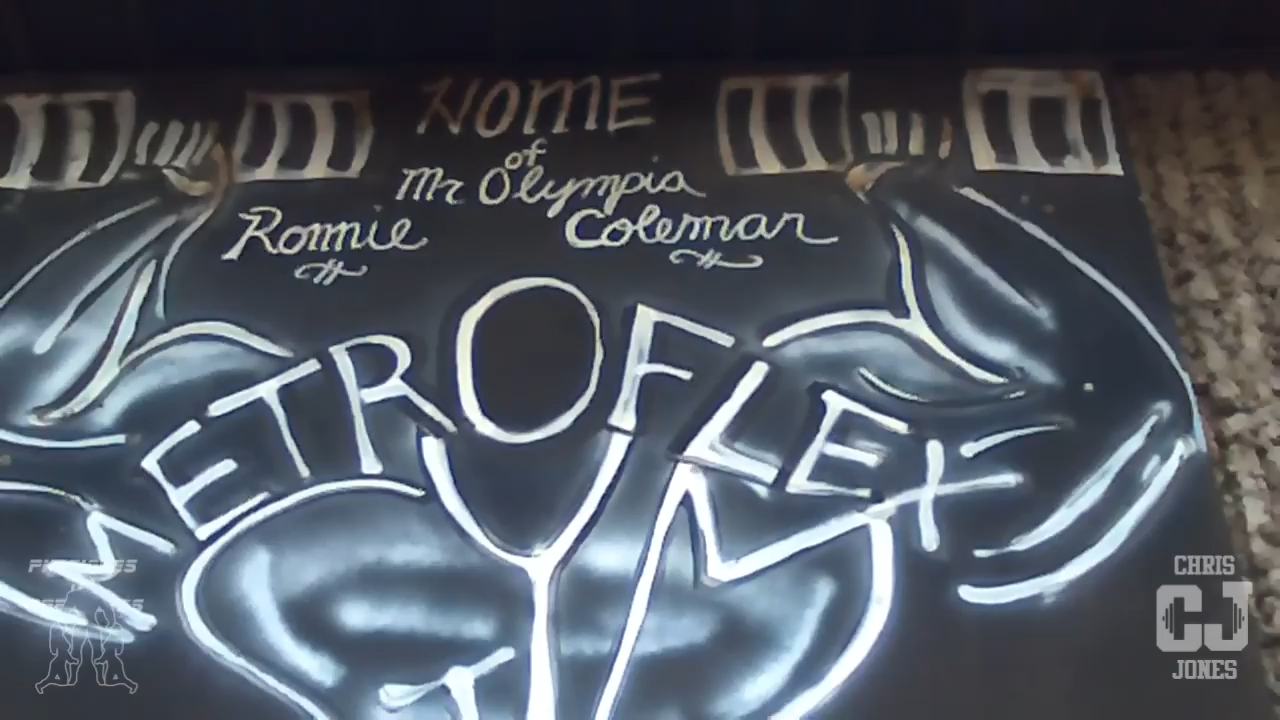 HOME
of
Mr Olympia
Ronnie Coleman
METROFLEX
GYM
CHRIS
CJ
JONES